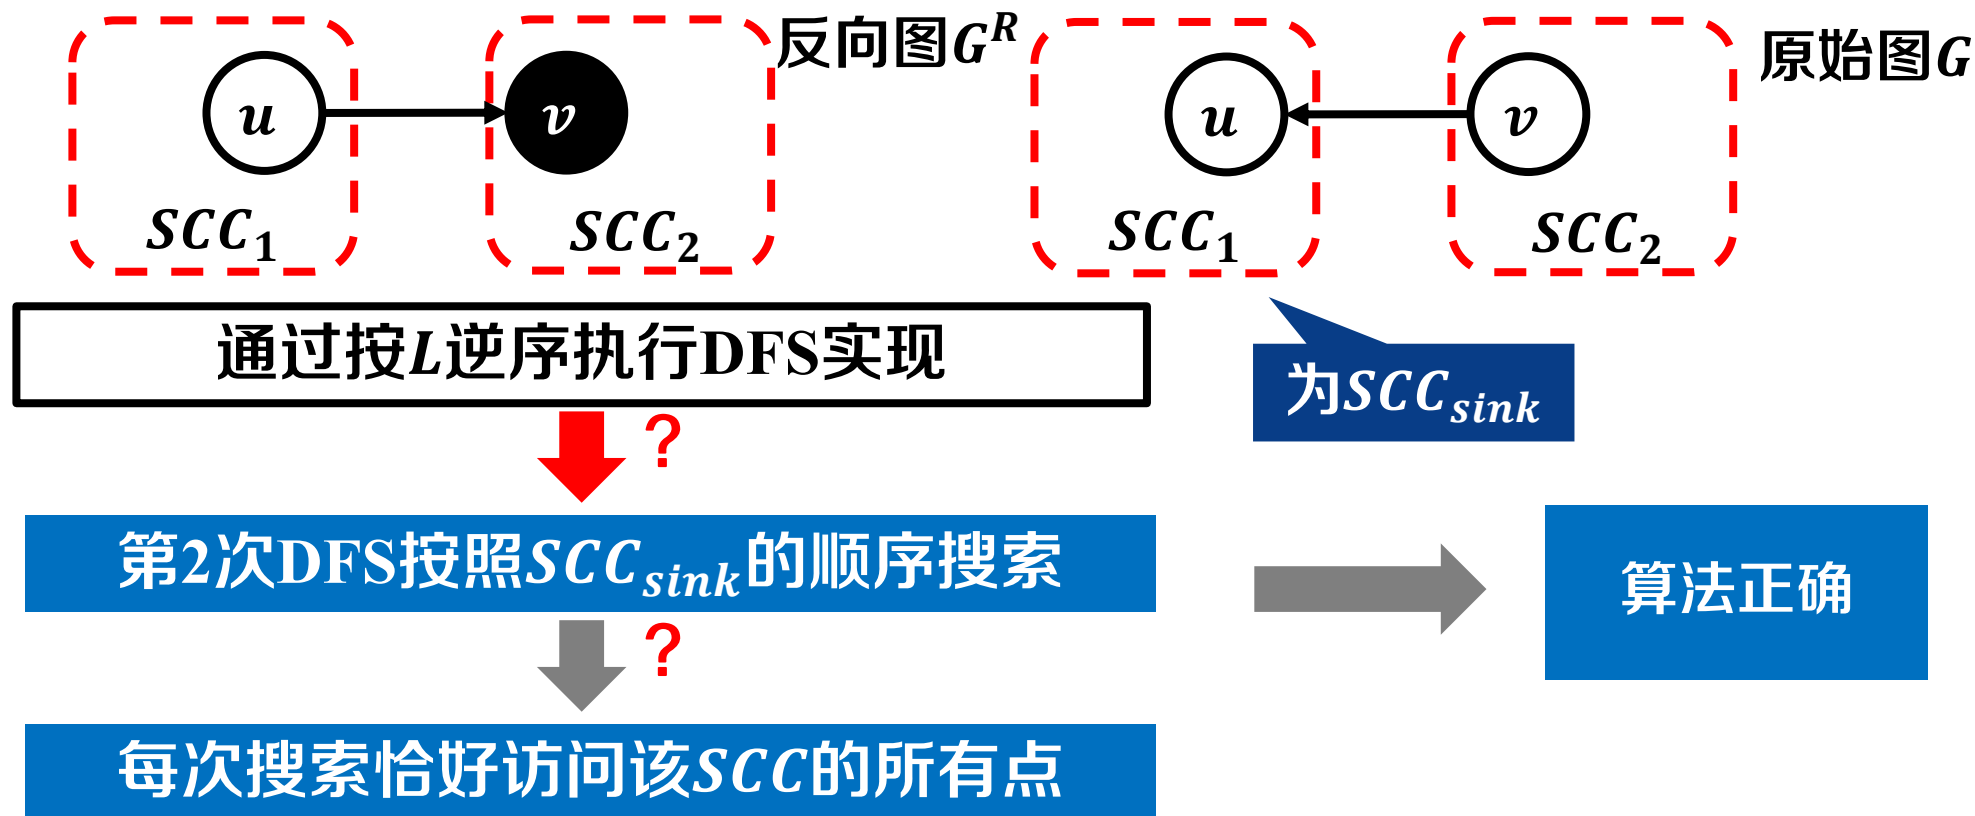 反向图G^R
原始图G
u
v
u
v
SCC₁
SCC₂
SCC₁
SCC₂
通过按L逆序执行DFS实现
为SCC_sink
?
第2次DFS按照SCC_sink的顺序搜索
算法正确
?
每次搜索恰好访问该SCC的所有点